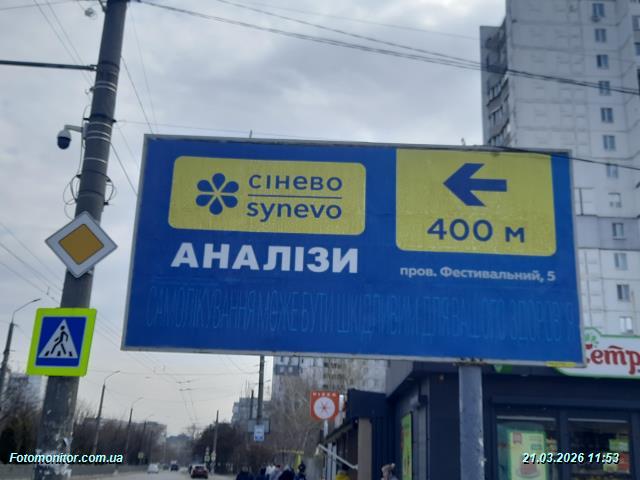 сінево
synevo
АНАЛІЗИ
400 м
пров. Фестивальний, 5
САМОЛІКУВАННЯ МОЖЕ БУТИ ШКІДЛИВИМ ДЛЯ ВАШОГО ЗДОРОВ'Я
Fotomonitor.com.ua
21.03.2026 11:53